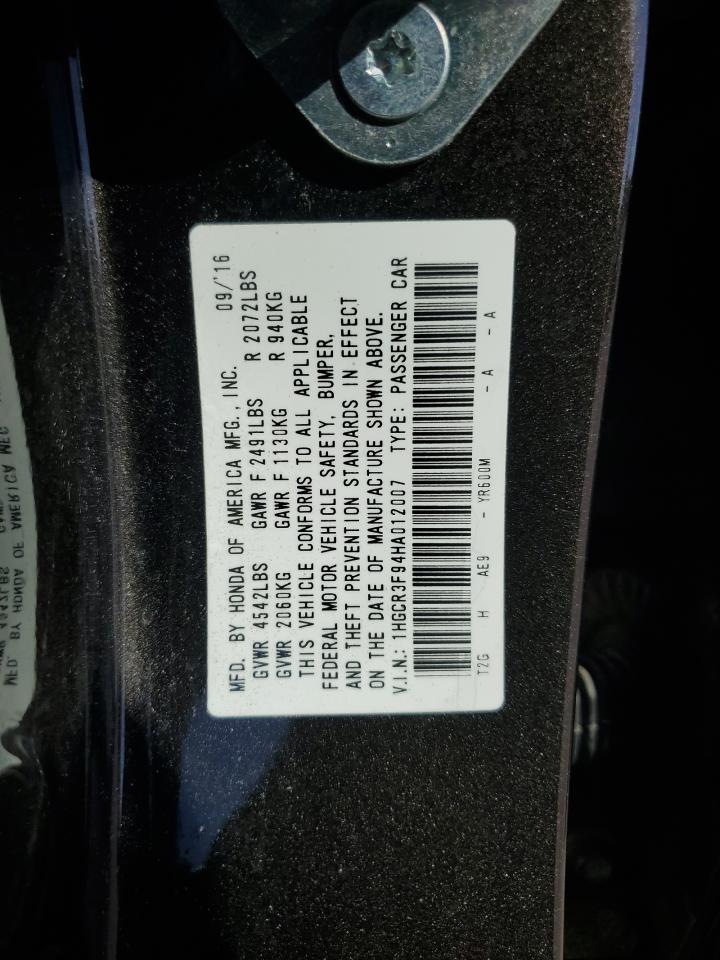 MFD. BY HONDA OF AMERICA MFG., INC. 09/'16
GVWR 4542LBS GAWR F 2491LBS R 2072LBS
GVWR 2060KG GAWR F 1130KG R 940KG
THIS VEHICLE CONFORMS TO ALL APPLICABLE
FEDERAL MOTOR VEHICLE SAFETY, BUMPER,
AND THEFT PREVENTION STANDARDS IN EFFECT
ON THE DATE OF MANUFACTURE SHOWN ABOVE.
V.I.N.: 1HGCR3F94HA012007 TYPE: PASSENGER CAR
T2G H AE9 - YR600M - A - A